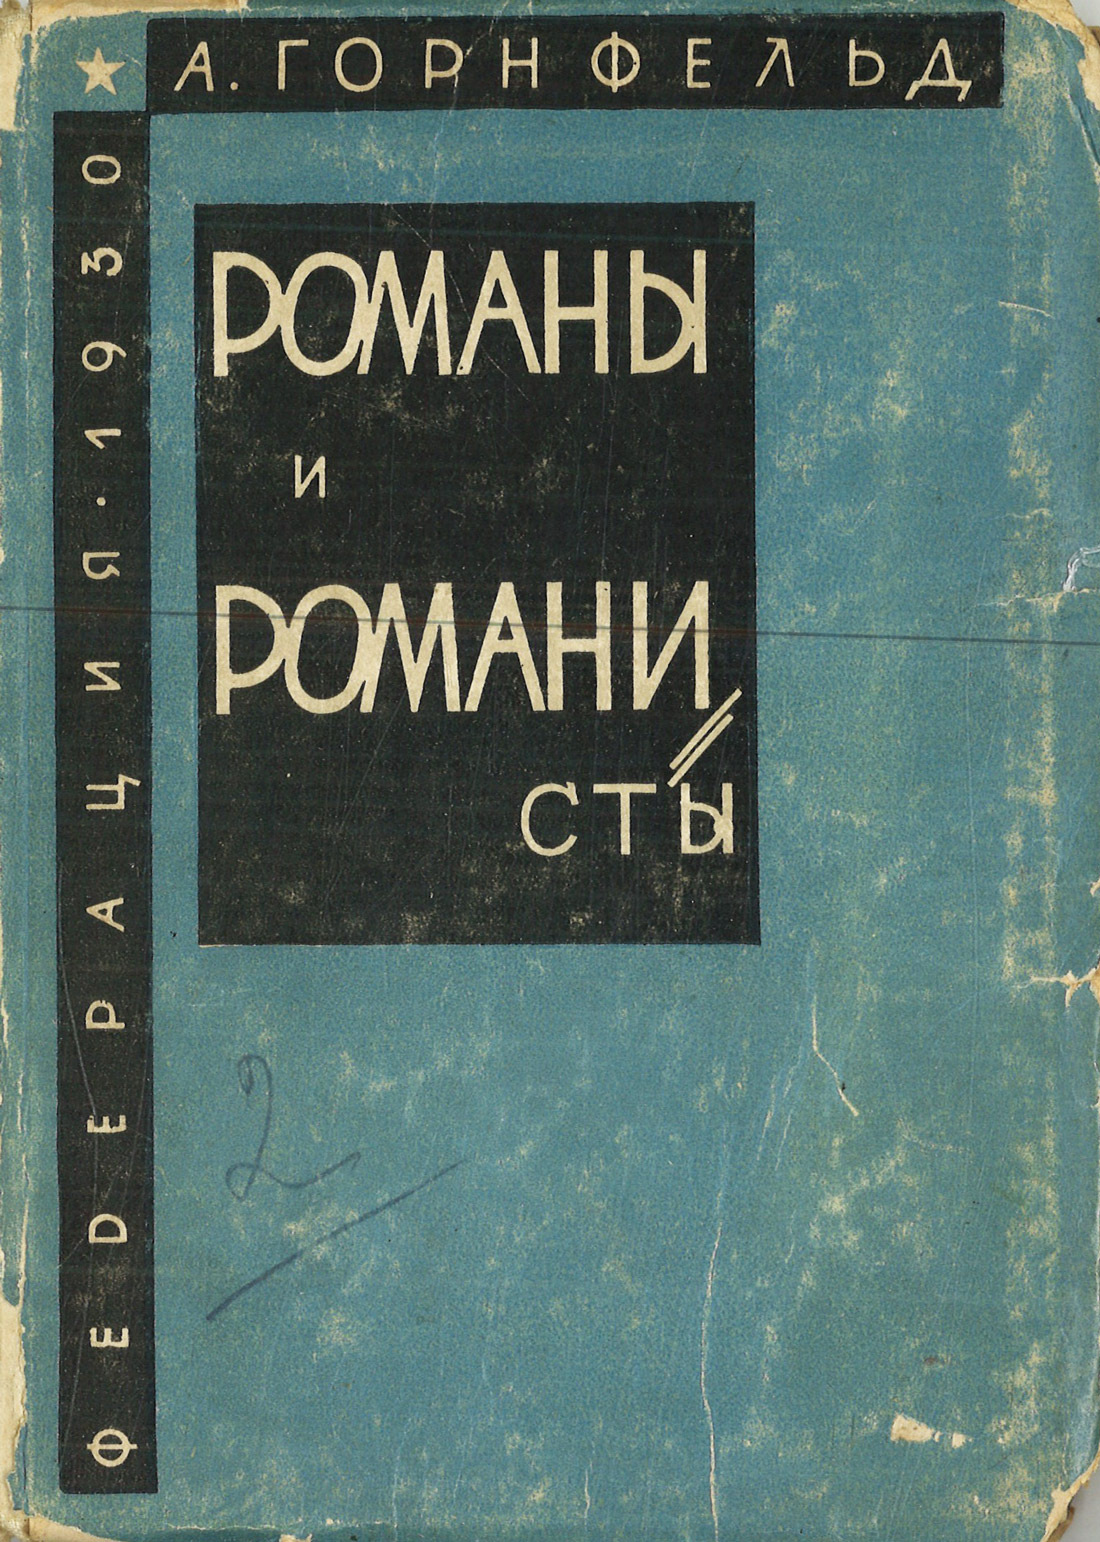 А. ГОРНФЕЛЬД
РОМАНЫ
И
РОМАНИ
СТЫ
ФЕДЕРАЦИЯ · 1930
2